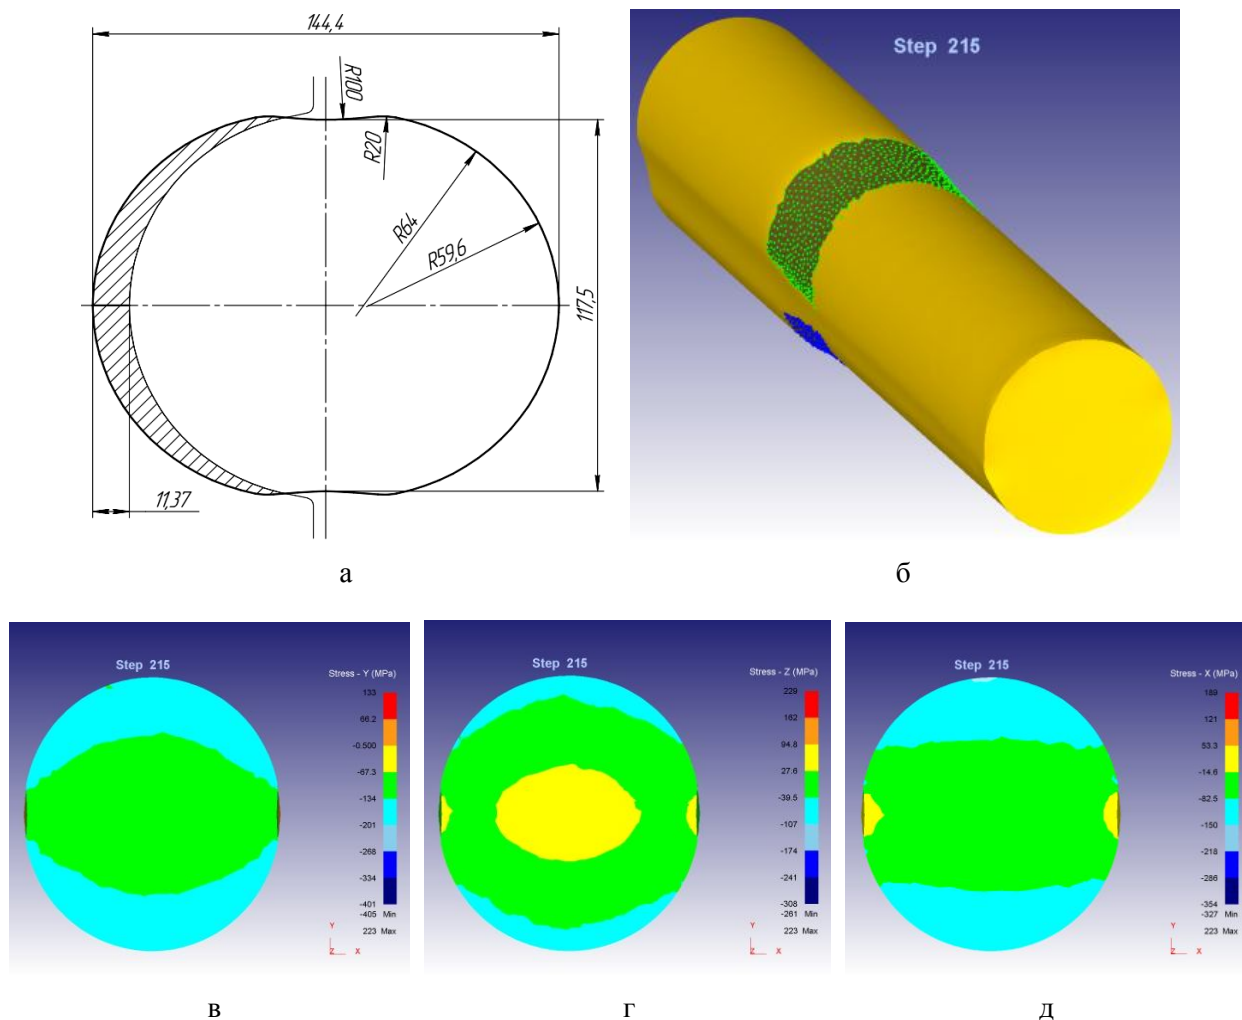 144,4
R100
R20
R64
R59,6
117,5
11,37
а
Step 215
б
Step 215
Stress - Y (MPa)
133
66.2
-0.500
-67.3
-134
-201
-268
-334
-401
-405 Min
223 Max
Y
Z X
в
Step 215
Stress - Z (MPa)
229
162
94.8
27.6
-39.5
-107
-174
-241
-308
-261 Min
223 Max
Y
Z X
г
Step 215
Stress - X (MPa)
189
121
53.3
-14.6
-82.5
-150
-218
-286
-354
-327 Min
223 Max
Y
Z X
д